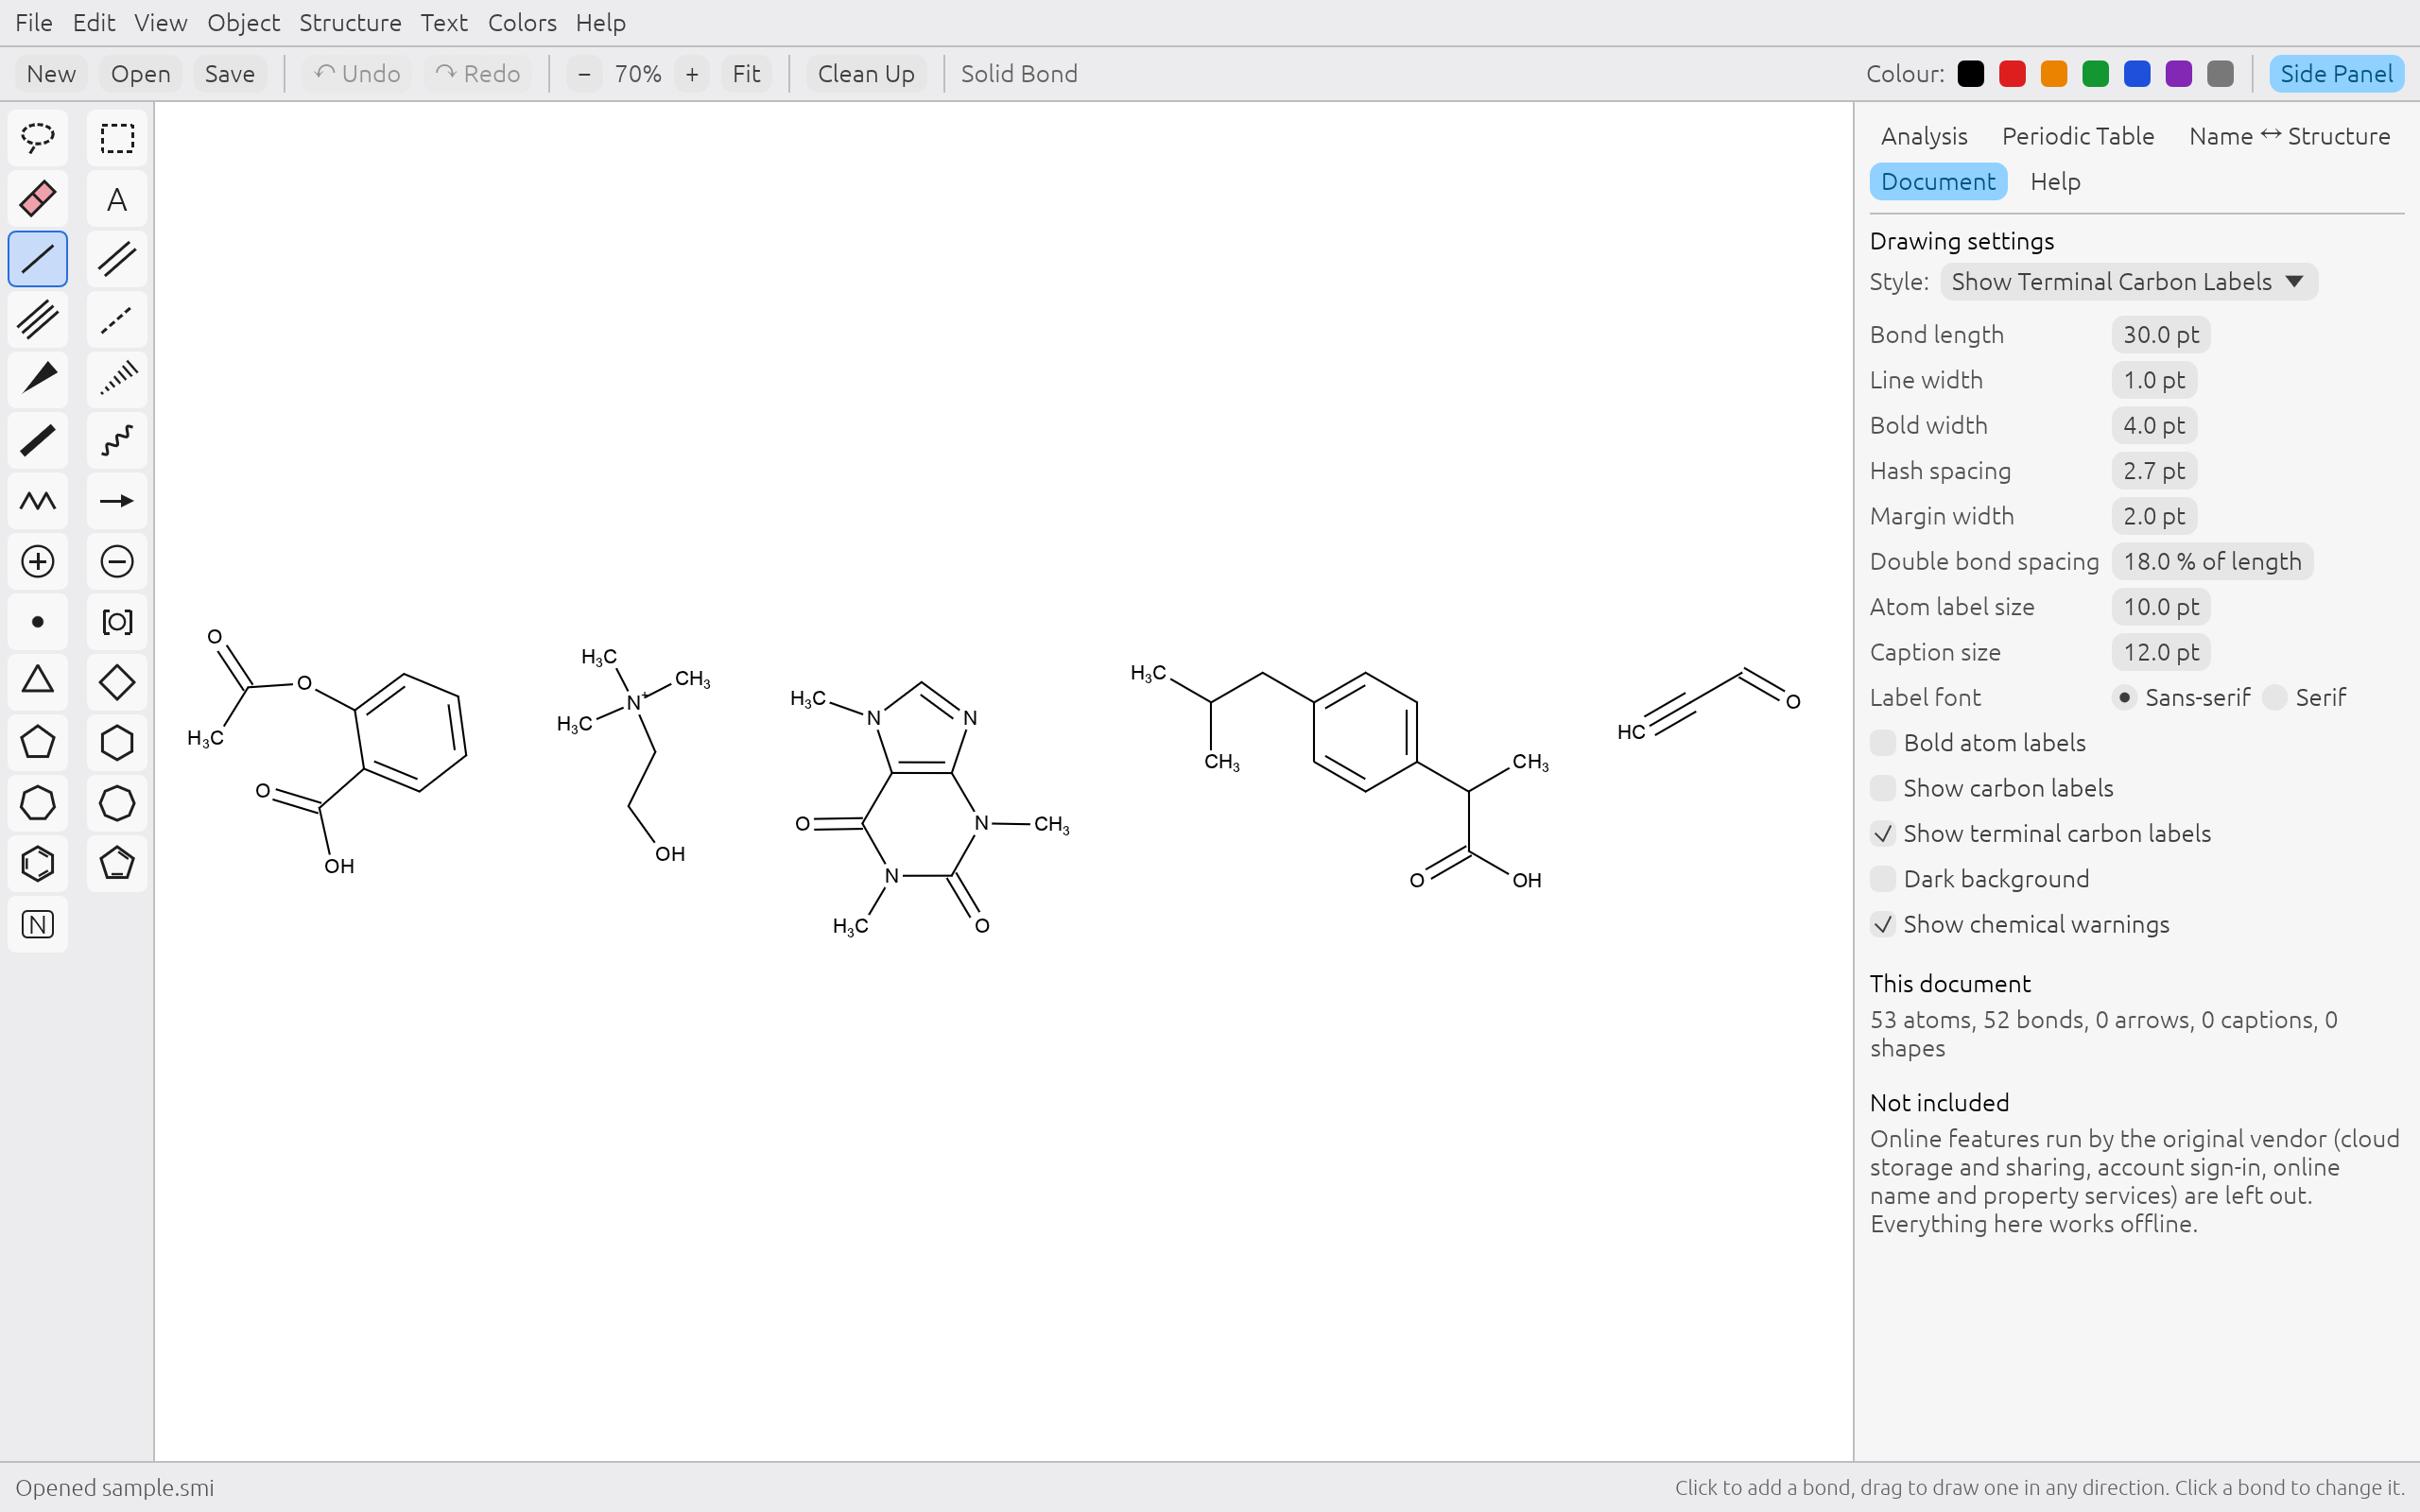 File Edit View Object Structure Text Colors Help
New Open Save ↶ Undo ↷ Redo − 70% + Fit Clean Up Solid Bond Colour: Side Panel
A
N
Analysis Periodic Table Name ↔ Structure
Document Help
Drawing settings
Style: Show Terminal Carbon Labels
Bond length 30.0 pt
Line width 1.0 pt
Bold width 4.0 pt
Hash spacing 2.7 pt
Margin width 2.0 pt
Double bond spacing 18.0 % of length
Atom label size 10.0 pt
Caption size 12.0 pt
Label font Sans-serif Serif
Bold atom labels
Show carbon labels
Show terminal carbon labels
Dark background
Show chemical warnings
This document
53 atoms, 52 bonds, 0 arrows, 0 captions, 0
shapes
Not included
Online features run by the original vendor (cloud
storage and sharing, account sign-in, online
name and property services) are left out.
Everything here works offline.
O
O
H₃C
O
OH
H₃C
CH₃
N⁺
H₃C
OH
H₃C
N
N
O
N
CH₃
N
H₃C
O
H₃C
CH₃
CH₃
O
OH
HC
O
Opened sample.smi
Click to add a bond, drag to draw one in any direction. Click a bond to change it.